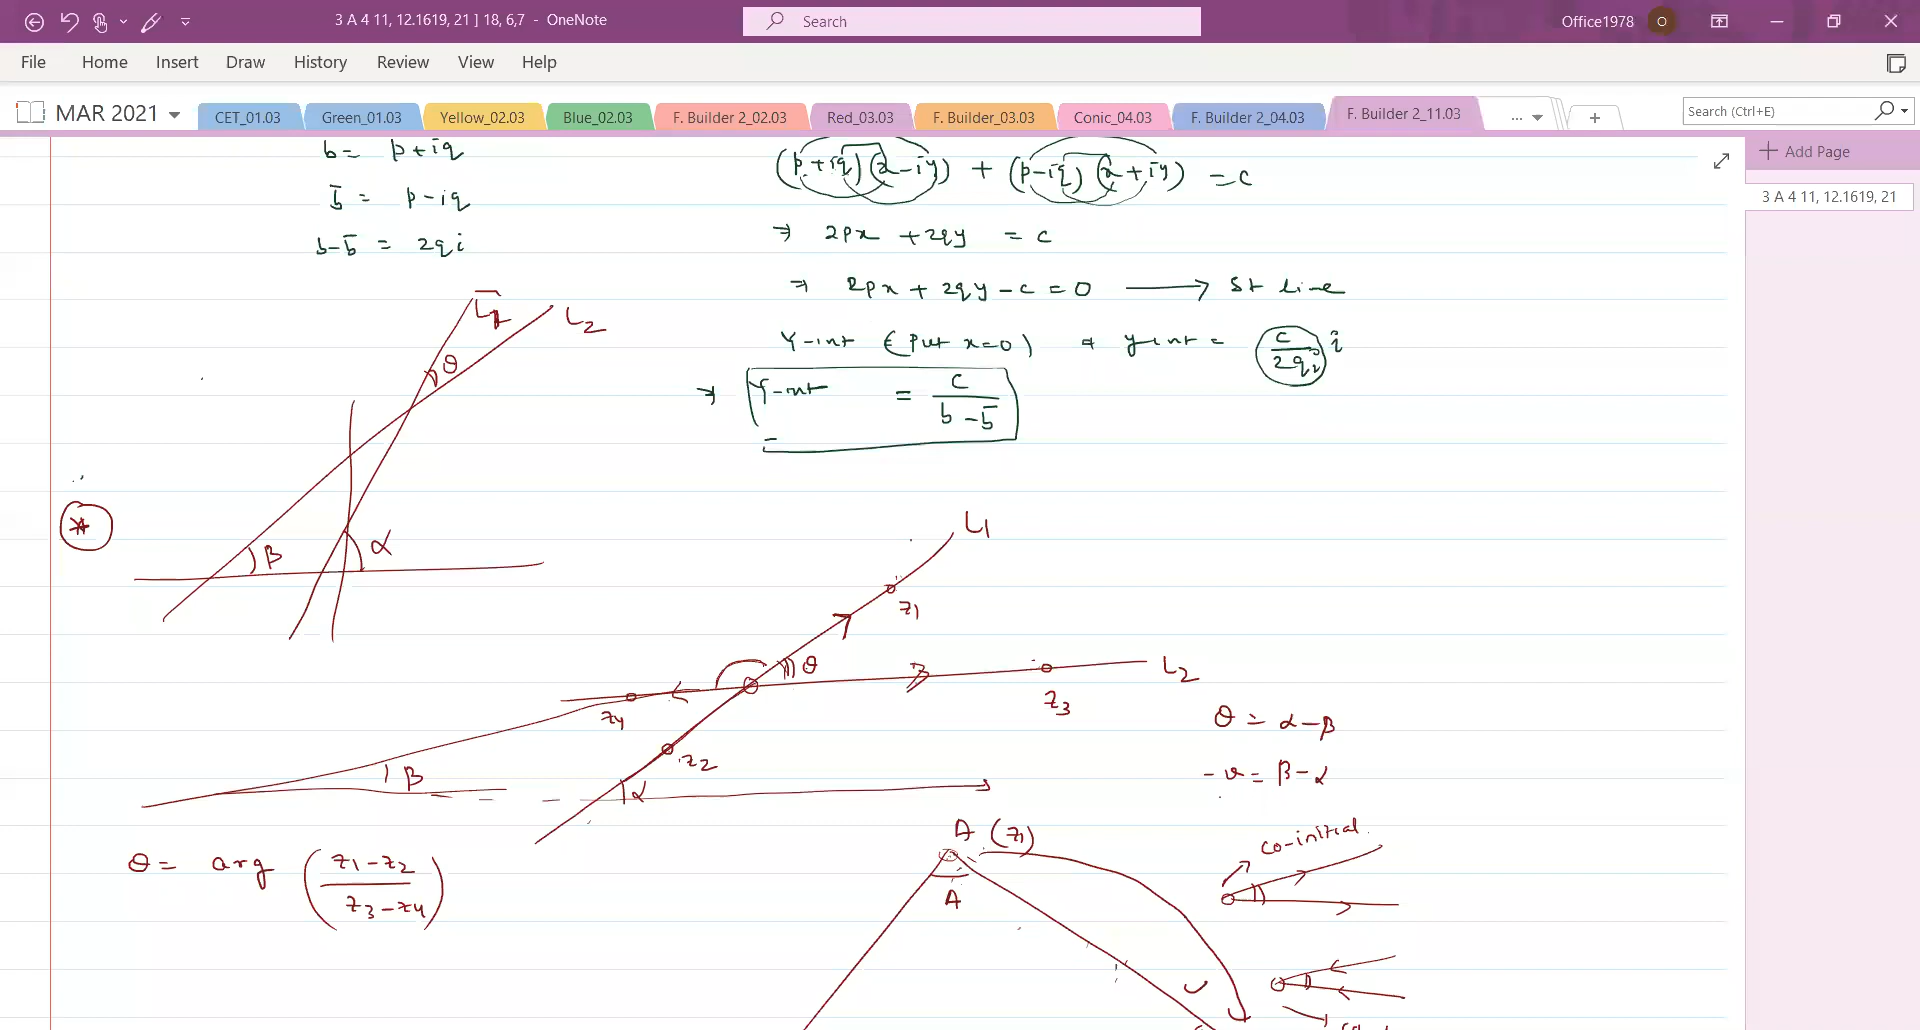 3 A 4 11, 12.1619, 21 ] 18, 6,7 - OneNote
Search
Office1978
O
File Home Insert Draw History Review View Help
MAR 2021
CET_01.03
Green_01.03
Yellow_02.03
Blue_02.03
F. Builder 2_02.03
Red_03.03
F. Builder_03.03
Conic_04.03
F. Builder 2_04.03
F. Builder 2_11.03
...
+
Search (Ctrl+E)
+ Add Page
3 A 4 11, 12.1619, 21
b = p+iq
b̄ = p-iq
b-b̄ = 2qi
(p+iq)(x-iy) + (p-iq)(x+iy) = c
⇒ 2px +2qy = c
⇒ 2px + 2qy - c = 0 → St line
Y-int (Put x=0) ⇒ y-int = c/2q i
⇒ Y-int = c/(b-b̄)
L1
L2
θ
β
α
*
L1
z1
θ
L2
z3
z4
z2
β
α
θ = α-β
-θ = β-α
θ = arg ((z1-z2)/(z3-z4))
A (z1)
A
co-initial